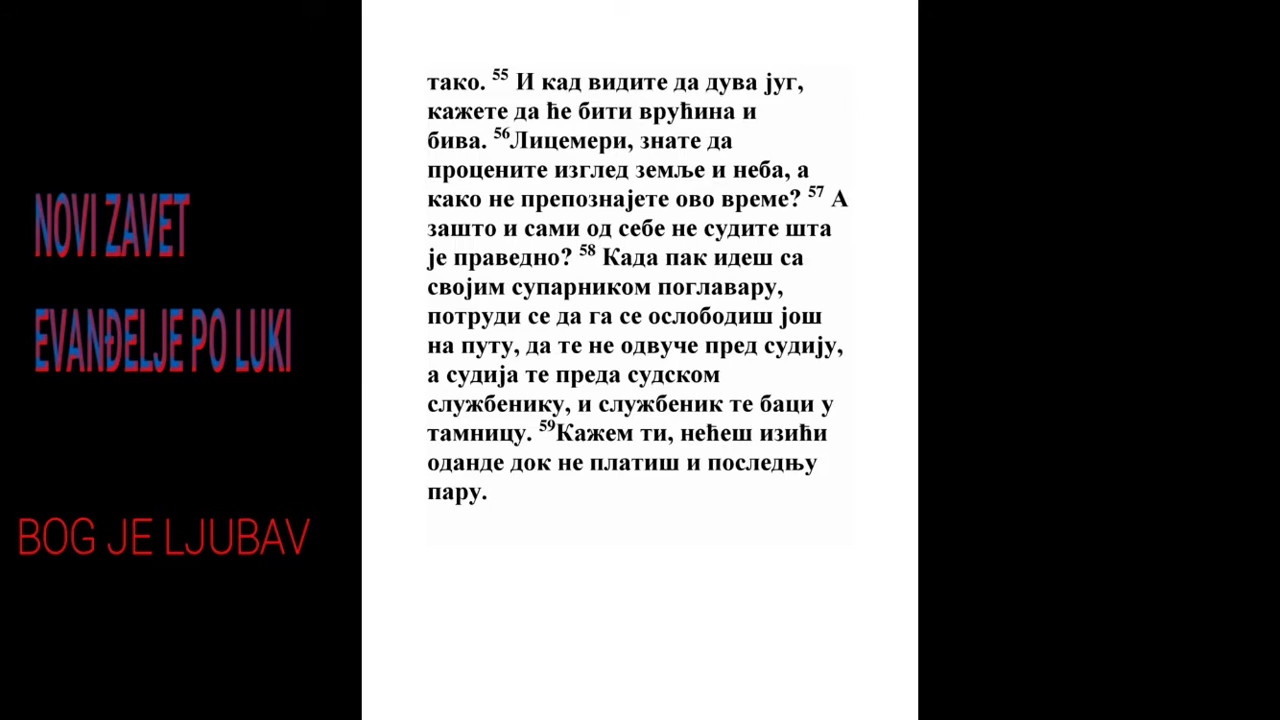 NOVI ZAVET
EVANĐELJE PO LUKI
BOG JE LJUBAV
тако. 55 И кад видите да дува југ,
кажете да ће бити врућина и
бива. 56Лицемери, знате да
процените изглед земље и неба, а
како не препознајете ово време? 57 А
зашто и сами од себе не судите шта
је праведно? 58 Када пак идеш са
својим супарником поглавару,
потруди се да га се ослободиш још
на путу, да те не одвуче пред судију,
а судија те преда судском
службенику, и службеник те баци у
тамницу. 59Кажем ти, нећеш изићи
оданде док не платиш и последњу
пару.